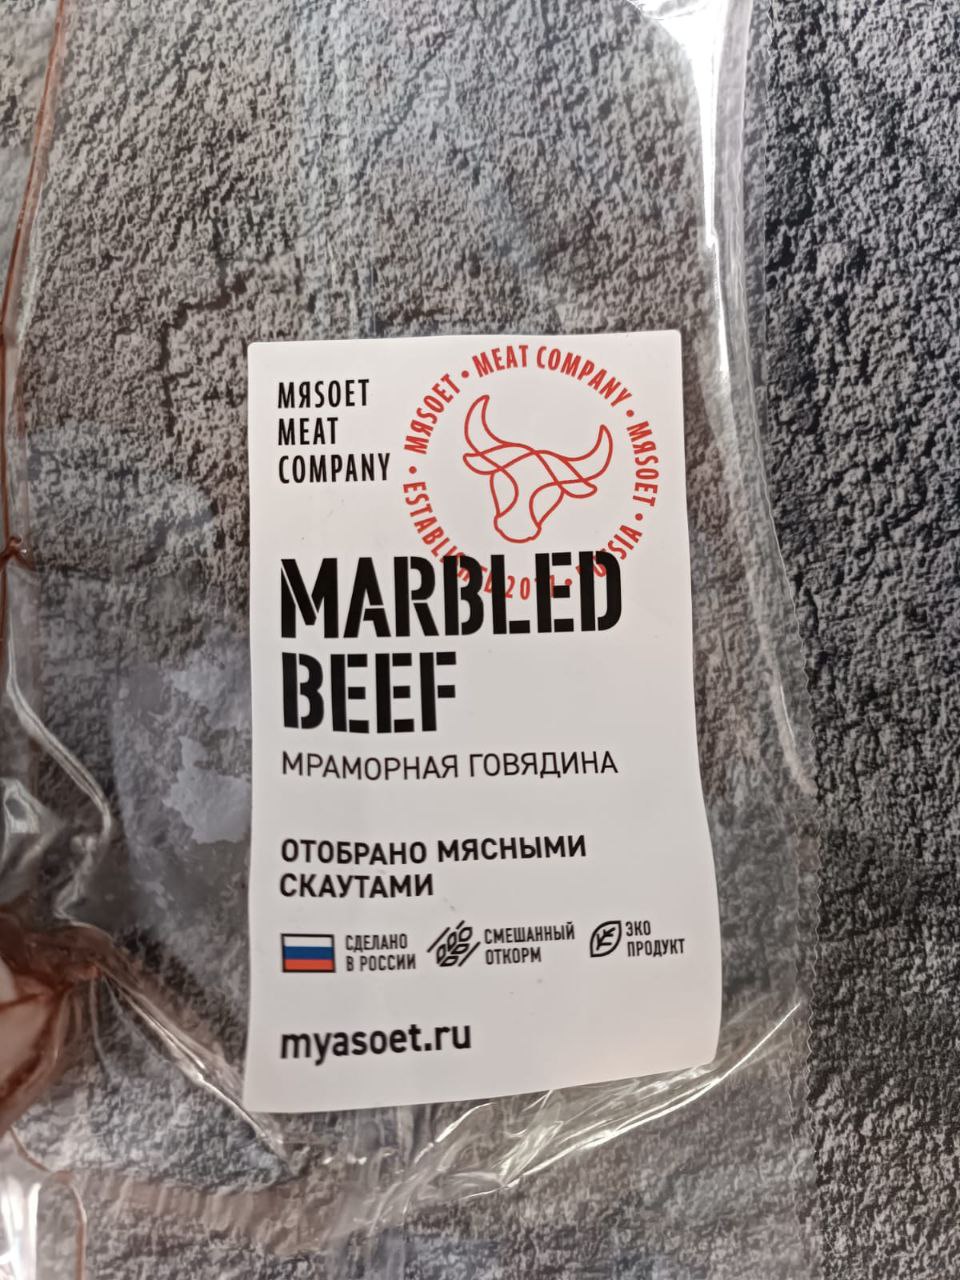 MЯSOET
MEAT
COMPANY
MЯSOET • MEAT COMPANY • MЯSOET •
MARBLED
BEEF
МРАМОРНАЯ ГОВЯДИНА
ОТОБРАНО МЯСНЫМИ
СКАУТАМИ
СДЕЛАНО
В РОССИИ
СМЕШАННЫЙ
ОТКОРМ
ЭКО
ПРОДУКТ
myasoet.ru